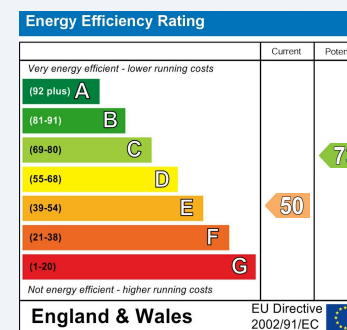 Energy Efficiency Rating
Current
Very energy efficient - lower running costs
(92 plus) A
(81-91) B
(69-80) C
(55-68) D
(39-54) E
50
(21-38) F
(1-20) G
Not energy efficient - higher running costs
England & Wales
EU Directive
2002/91/EC